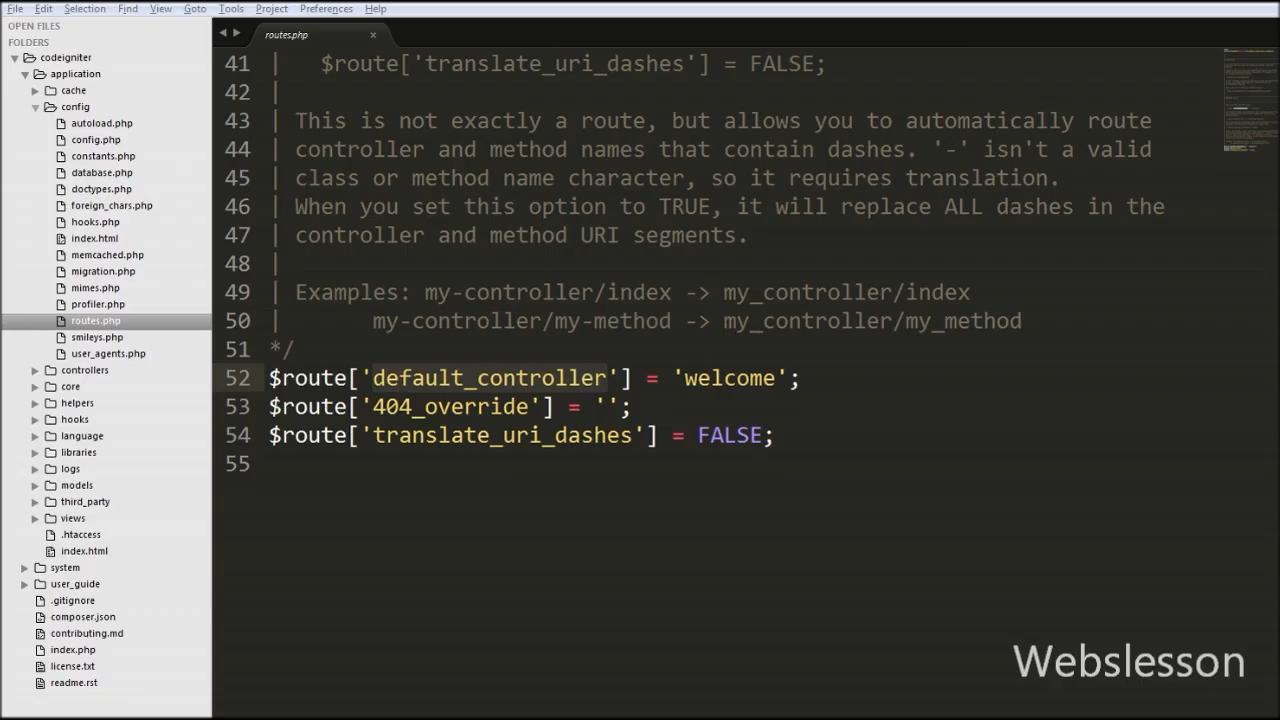 File Edit Selection Find View Goto Tools Project Preferences Help
OPEN FILES
FOLDERS
codeigniter
application
cache
config
autoload.php
config.php
constants.php
database.php
doctypes.php
foreign_chars.php
hooks.php
index.html
memcached.php
migration.php
mimes.php
profiler.php
routes.php
smileys.php
user_agents.php
controllers
core
helpers
hooks
language
libraries
logs
models
third_party
views
.htaccess
index.html
system
user_guide
.gitignore
composer.json
contributing.md
index.php
license.txt
readme.rst
routes.php ×
41 |   $route['translate_uri_dashes'] = FALSE;
42 |
43 | This is not exactly a route, but allows you to automatically route
44 | controller and method names that contain dashes. '-' isn't a valid
45 | class or method name character, so it requires translation.
46 | When you set this option to TRUE, it will replace ALL dashes in the
47 | controller and method URI segments.
48 |
49 | Examples: my-controller/index -> my_controller/index
50 |       my-controller/my-method -> my_controller/my_method
51 */
52 $route['default_controller'] = 'welcome';
53 $route['404_override'] = '';
54 $route['translate_uri_dashes'] = FALSE;
55
Webslesson